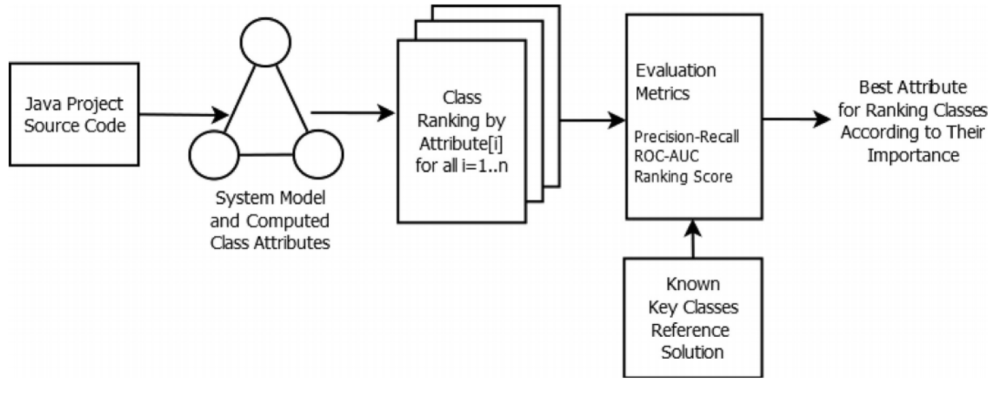 Java Project
Source Code
System Model
and Computed
Class Attributes
Class
Ranking by
Attribute[i]
for all i=1..n
Evaluation
Metrics
Precision-Recall
ROC-AUC
Ranking Score
Known
Key Classes
Reference
Solution
Best Attribute
for Ranking Classes
According to Their
Importance